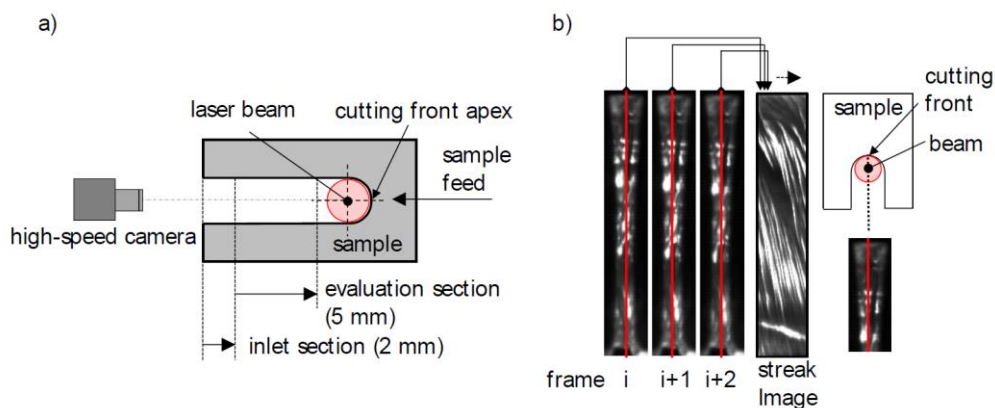 a)
laser beam
cutting front apex
sample
feed
high-speed camera
sample
evaluation section
(5 mm)
inlet section (2 mm)
b)
cutting
front
sample
beam
frame i i+1 i+2
streak
Image